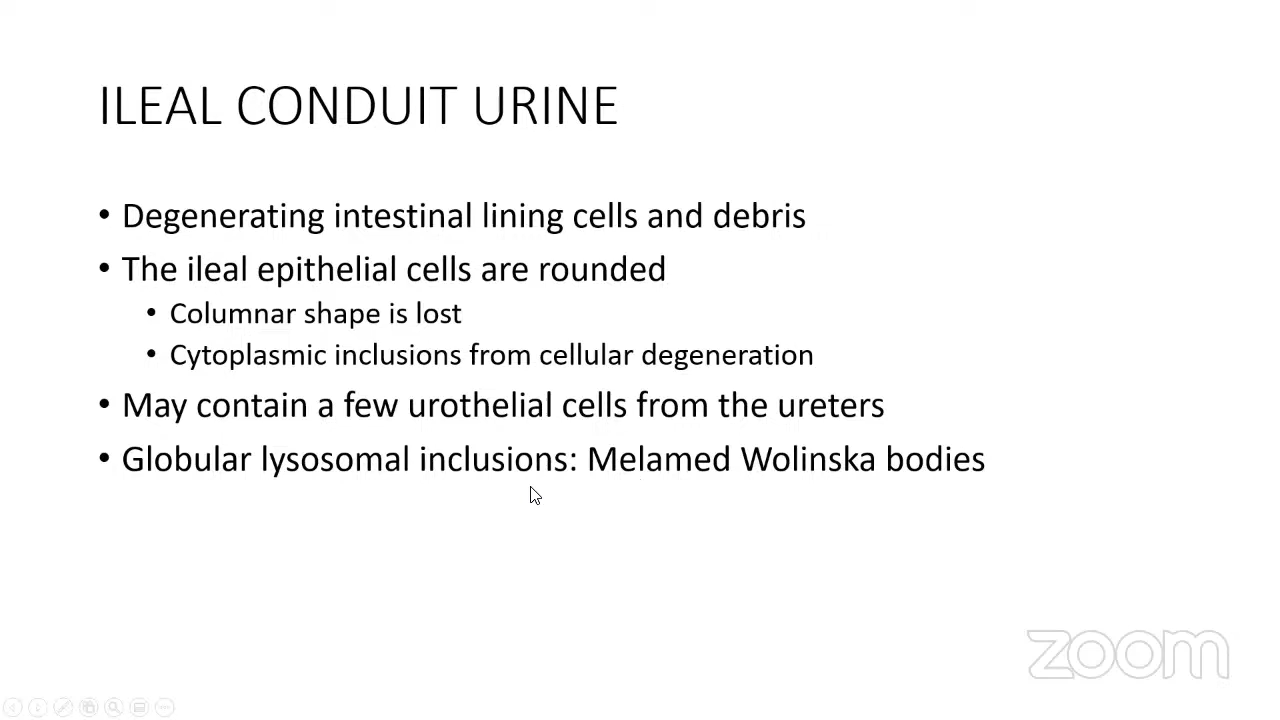 ILEAL CONDUIT URINE
• Degenerating intestinal lining cells and debris
• The ileal epithelial cells are rounded
• Columnar shape is lost
• Cytoplasmic inclusions from cellular degeneration
• May contain a few urothelial cells from the ureters
• Globular lysosomal inclusions: Melamed Wolinska bodies
zoom